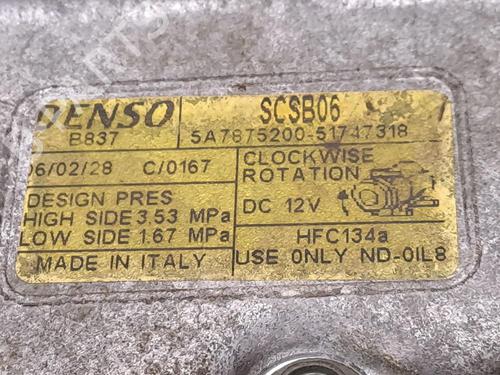 DENSO SCSB06
B837 5A7875200-51747318
06/02/28 C/0167 CLOCKWISE ROTATION
DESIGN PRES DC 12V
HIGH SIDE 3.53 MPa
LOW SIDE 1.67 MPa HFC134a
MADE IN ITALY USE ONLY ND-OIL8